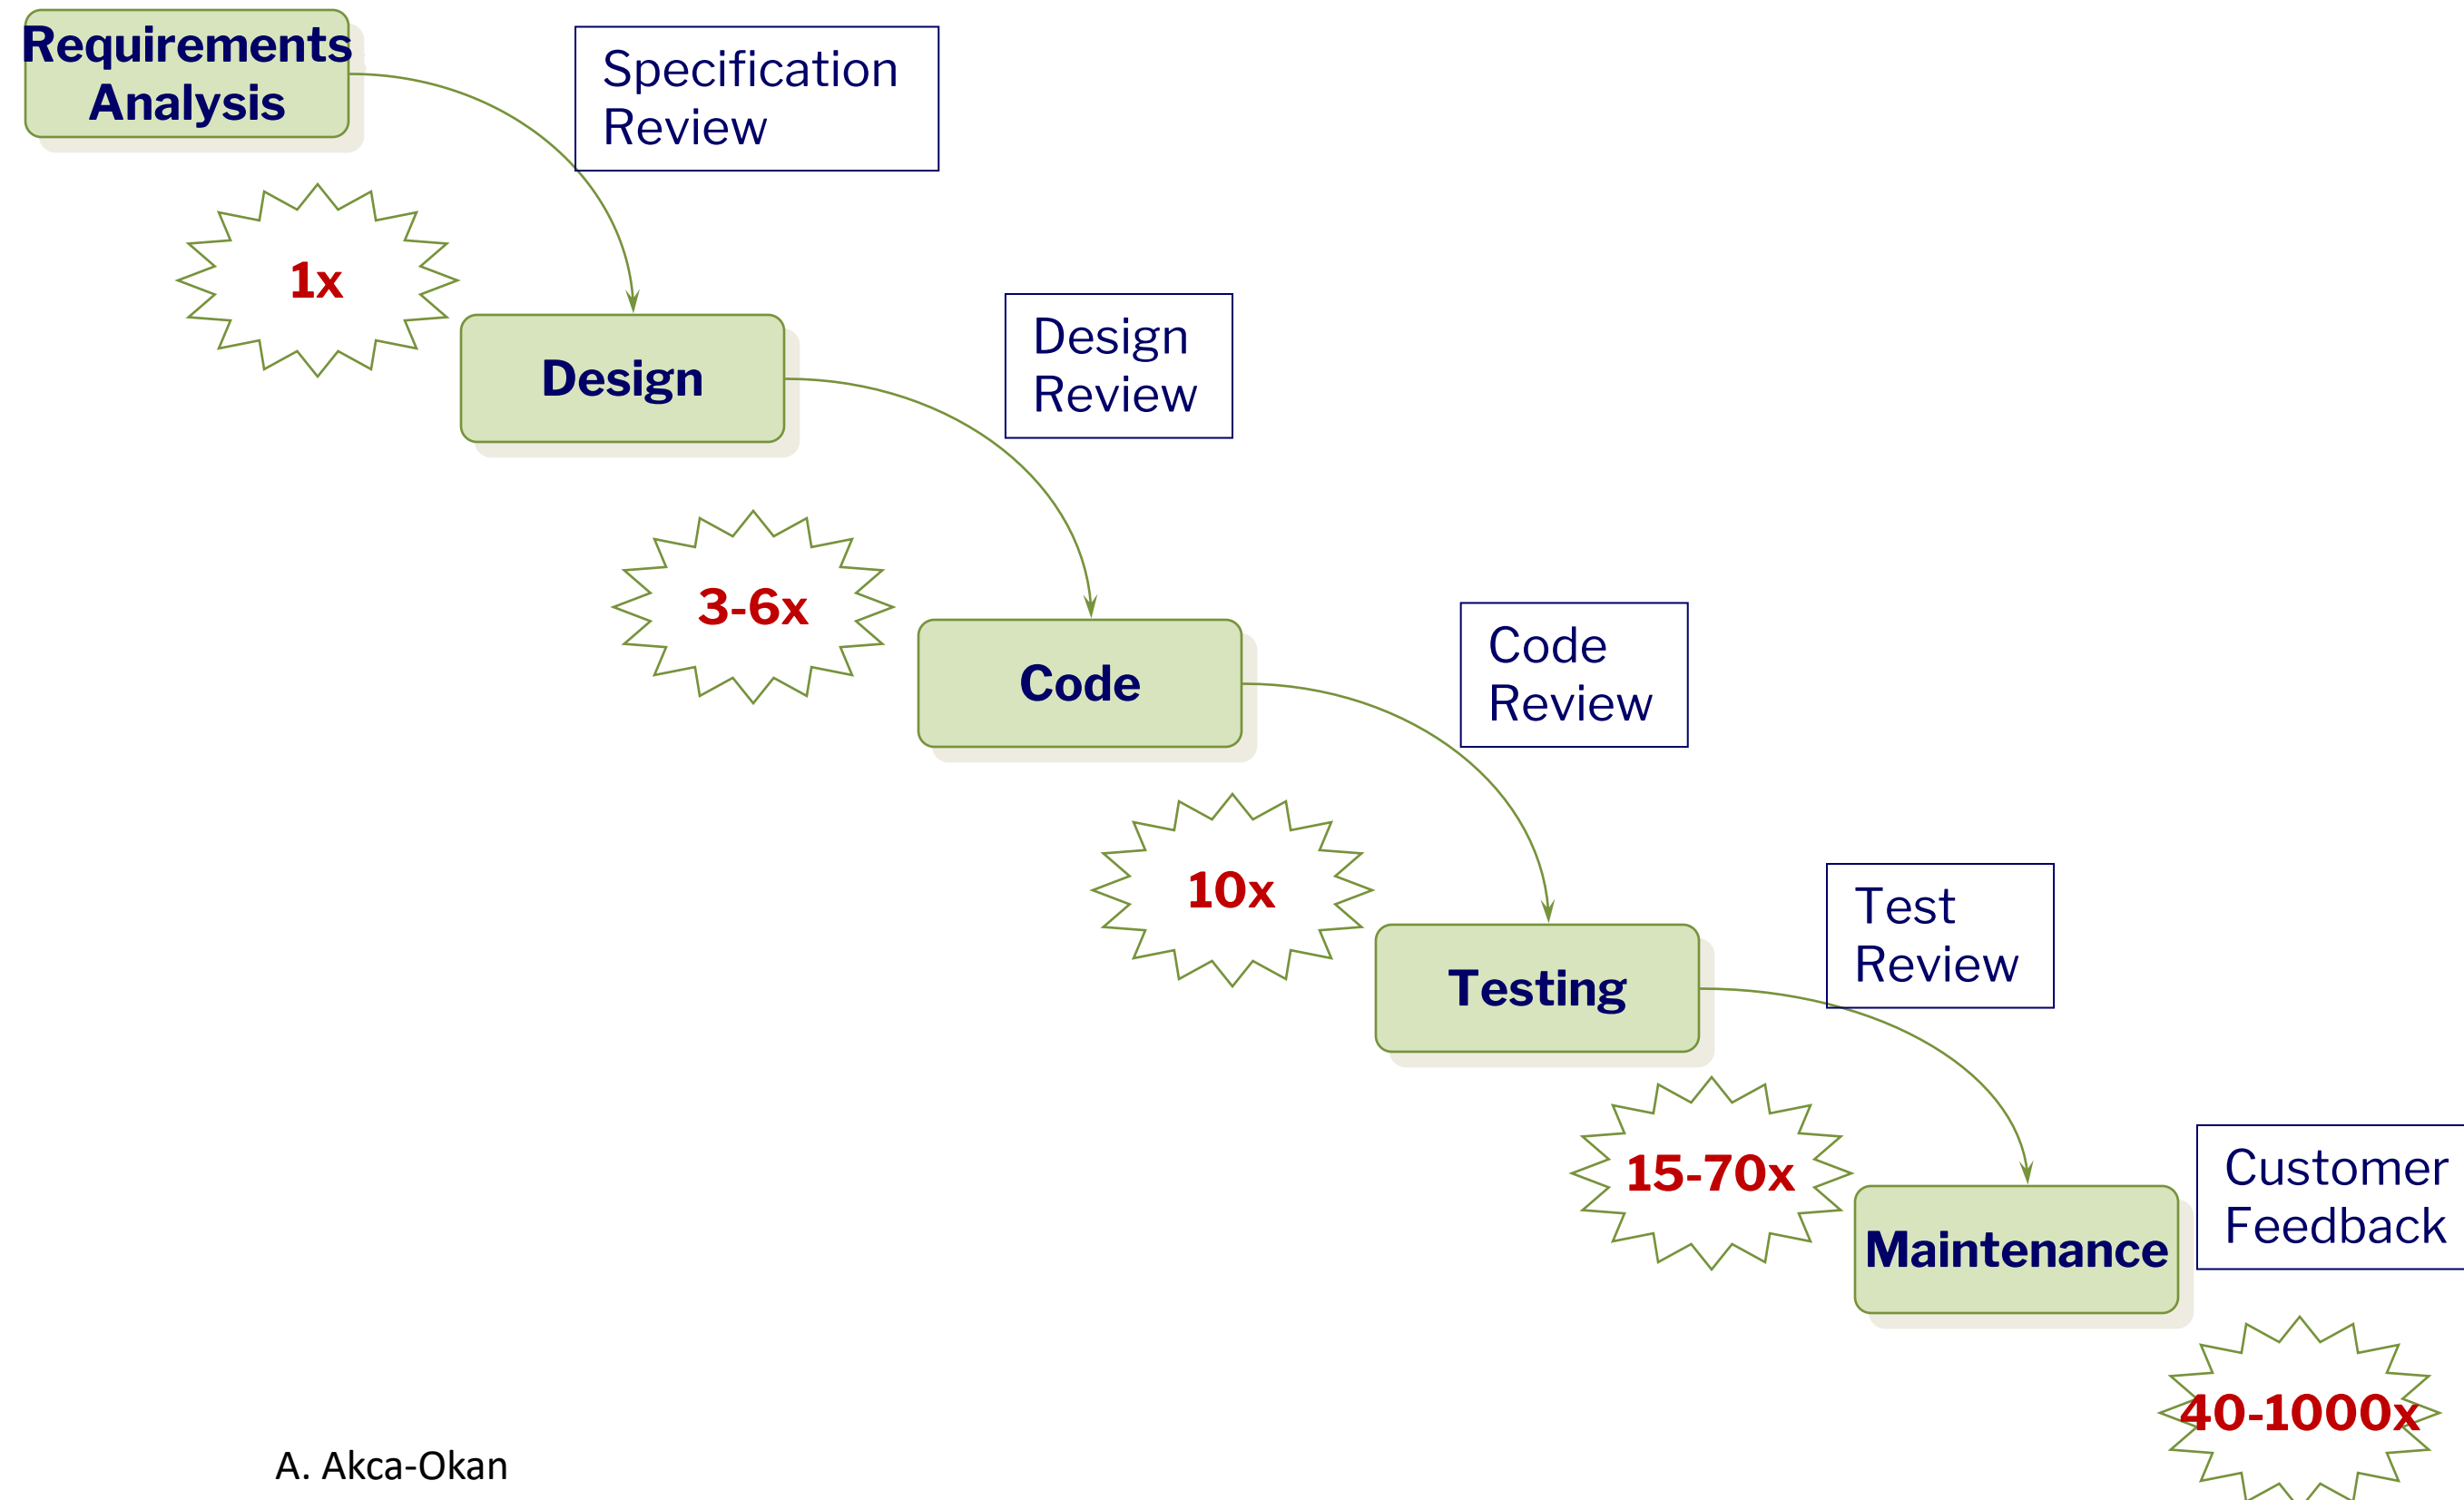 Requirements
Analysis
Specification
Review
1x
Design
Design
Review
3-6x
Code
Code
Review
10x
Testing
Test
Review
15-70x
Maintenance
Customer
Feedback
40-1000x
A. Akca-Okan